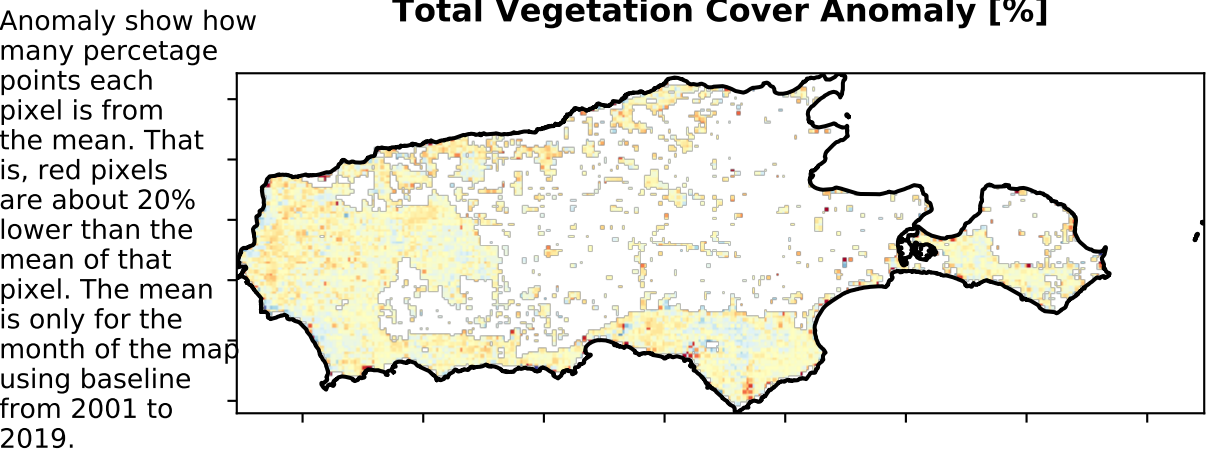 Total Vegetation Cover Anomaly [%]
Anomaly show how
many percetage
points each
pixel is from
the mean. That
is, red pixels
are about 20%
lower than the
mean of that
pixel. The mean
is only for the
month of the map
using baseline
from 2001 to
2019.